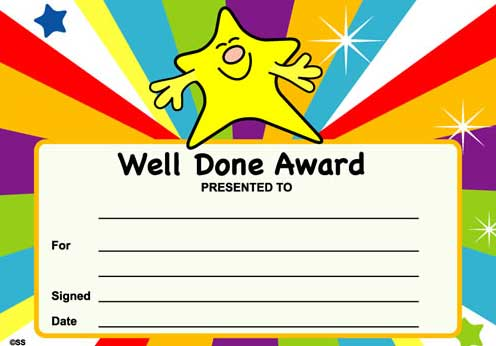 Well Done Award
PRESENTED TO
For
Signed
Date
©SS